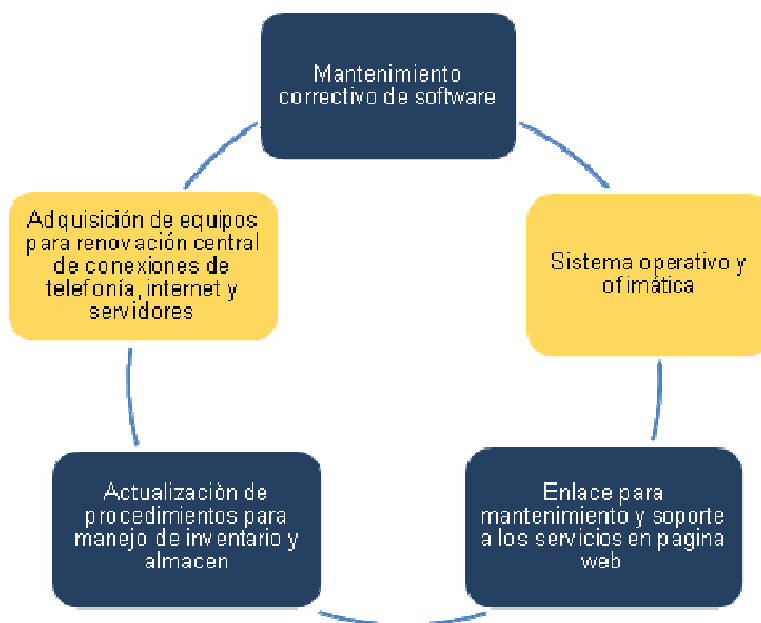 Mantenimiento
correctivo de software
Adquisición de equipos
para renovación central
de conexiones de
telefonía, internet y
servidores
Sistema operativo y
ofimática
Actualizaciòn de
procedimientos para
manejo de inventario y
almacen
Enlace para
mantenimiento y soporte
a los servicios en pagina
web